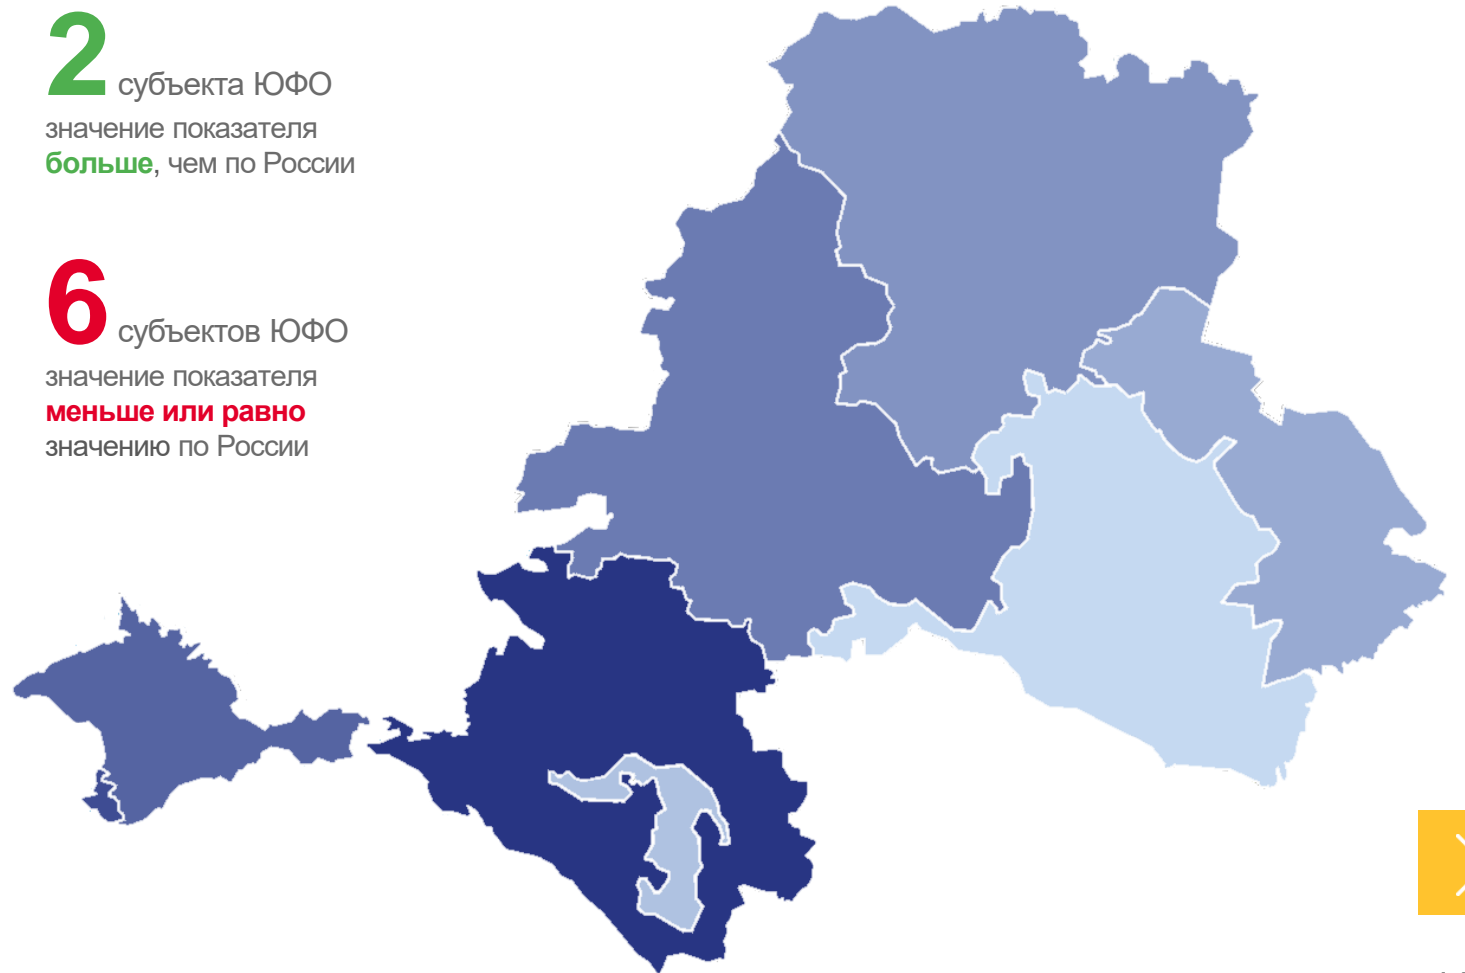 2 субъекта ЮФО
значение показателя
больше, чем по России
6 субъектов ЮФО
значение показателя
меньше или равно
значению по России